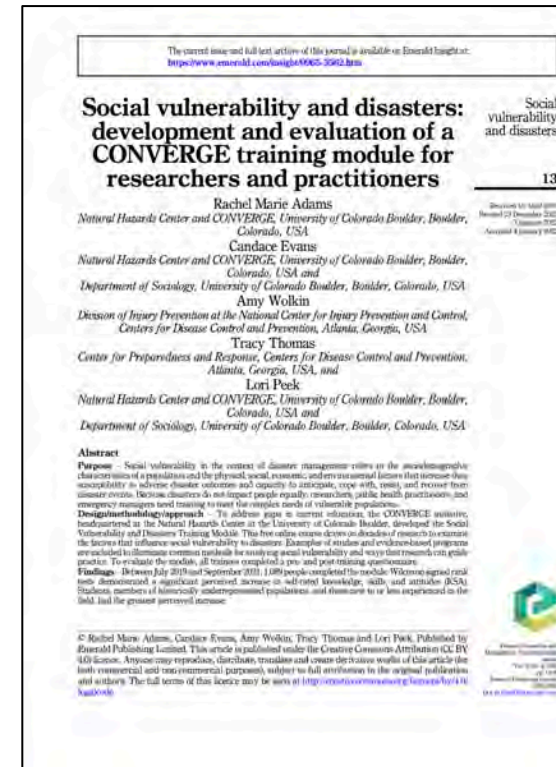 The current issue and full text archive of this journal is available on Emerald Insight at:
https://www.emerald.com/insight/0965-3562.htm
Social vulnerability and disasters:
development and evaluation of a
CONVERGE training module for
researchers and practitioners
Rachel Marie Adams
Natural Hazards Center and CONVERGE, University of Colorado Boulder, Boulder,
Colorado, USA
Candace Evans
Natural Hazards Center and CONVERGE, University of Colorado Boulder, Boulder,
Colorado, USA and
Department of Sociology, University of Colorado Boulder, Boulder, Colorado, USA
Amy Wolkin
Division of Injury Prevention at the National Center for Injury Prevention and Control,
Centers for Disease Control and Prevention, Atlanta, Georgia, USA
Tracy Thomas
Center for Preparedness and Response, Centers for Disease Control and Prevention,
Atlanta, Georgia, USA, and
Lori Peek
Natural Hazards Center and CONVERGE, University of Colorado Boulder, Boulder,
Colorado, USA and
Department of Sociology, University of Colorado Boulder, Boulder, Colorado, USA
Abstract
Purpose – Social vulnerability in the context of disaster management refers to the sociodemographic
characteristics of a population and the physical, social, economic, and environmental factors that increase their
susceptibility to adverse disaster outcomes and capacity to anticipate, cope with, resist, and recover from
disaster events. Because disasters do not impact people equally, researchers, public health practitioners, and
emergency managers need training to meet the complex needs of vulnerable populations.
Design/methodology/approach – To address gaps in current education, the CONVERGE initiative,
headquartered at the Natural Hazards Center at the University of Colorado Boulder, developed the Social
Vulnerability and Disasters Training Module. This free online course draws on decades of research to examine
the factors that influence social vulnerability to disasters. Examples of studies and evidence-based programs
are included to illuminate common methods for studying social vulnerability and ways that research can guide
practice. To evaluate the module, all trainees completed a pre- and post-training questionnaire.
Findings – Between July 2019 and September 2021, 1,089 people completed the module. Wilcoxon signed rank
tests demonstrated a significant perceived increase in self-rated knowledge, skills, and attitudes (KSA).
Students, members of historically underrepresented populations, and those new to or less experienced in the
field, had the greatest perceived increase.
© Rachel Marie Adams, Candace Evans, Amy Wolkin, Tracy Thomas and Lori Peek. Published by
Emerald Publishing Limited. This article is published under the Creative Commons Attribution (CC BY
4.0) licence. Anyone may reproduce, distribute, translate and create derivative works of this article (for
both commercial and non-commercial purposes), subject to full attribution to the original publication
and authors. The full terms of this licence may be seen at http://creativecommons.org/licences/by/4.0/
legalcode
Social
vulnerability
and disasters
13